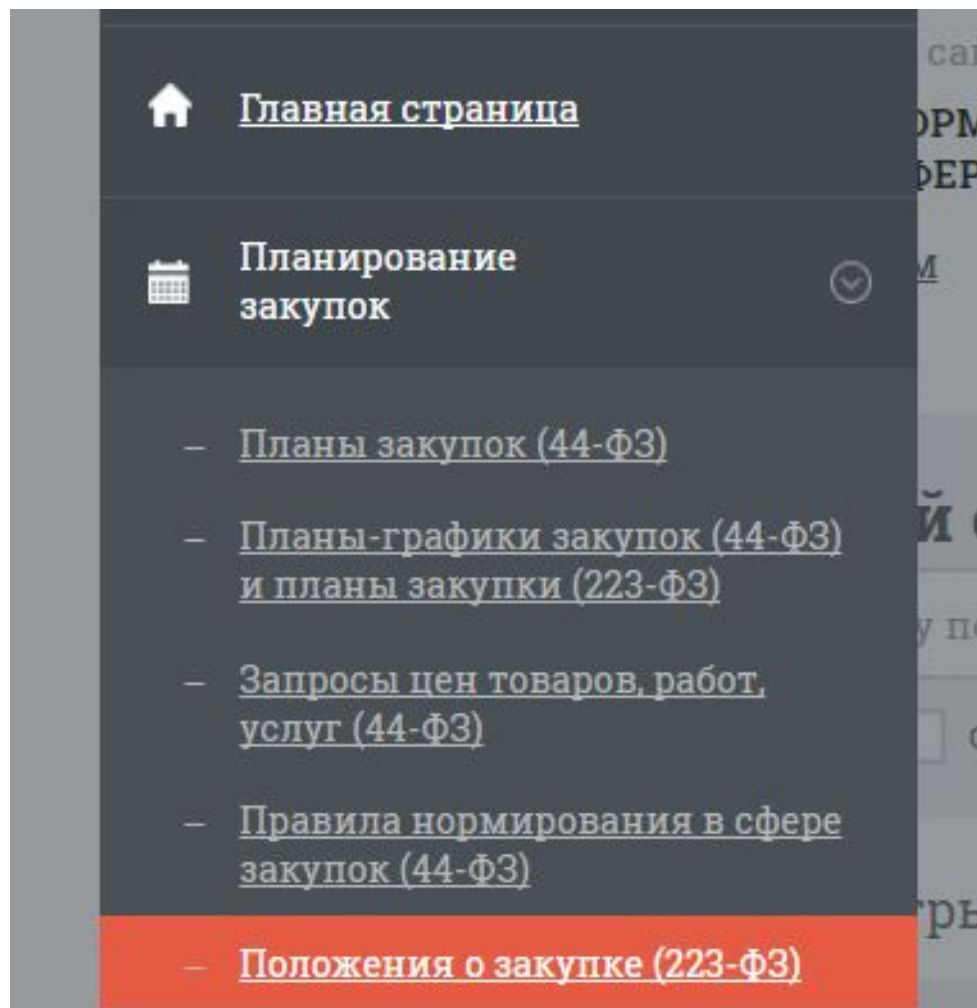 Главная страница
Планирование
закупок
– Планы закупок (44-ФЗ)
– Планы-графики закупок (44-ФЗ)
и планы закупки (223-ФЗ)
– Запросы цен товаров, работ,
услуг (44-ФЗ)
– Правила нормирования в сфере
закупок (44-ФЗ)
– Положения о закупке (223-ФЗ)